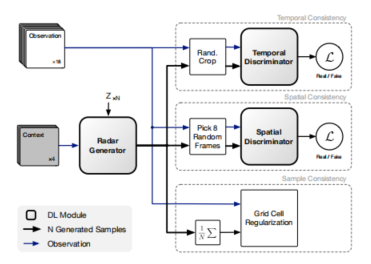 Observation
×18
Context
×4
Z ×N
Radar
Generator
Temporal Consistency
Rand.
Crop
Temporal
Discriminator
ℒ
Real / Fake
Spatial Consistency
Pick 8
Random
Frames
Spatial
Discriminator
ℒ
Real / Fake
Sample Consistency
Grid Cell
Regularization
1/N ∑
DL Module
N Generated Samples
Observation